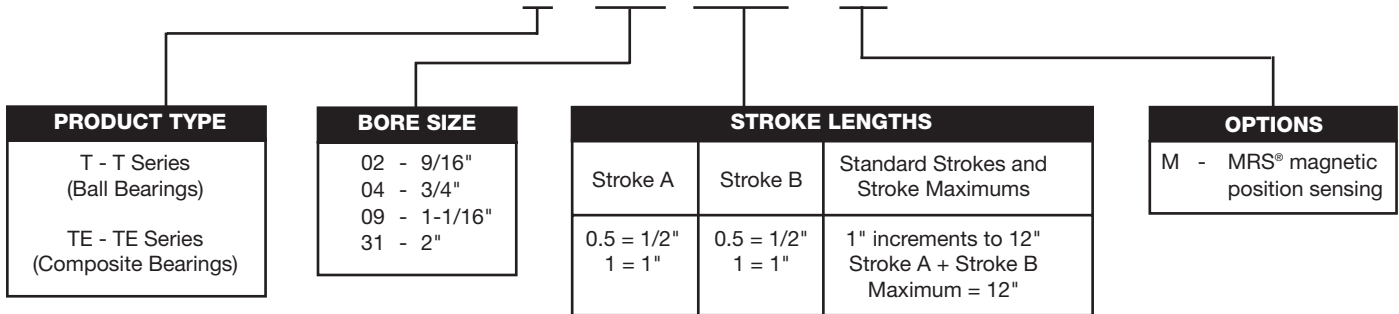 PRODUCT TYPE
T - T Series
(Ball Bearings)
TE - TE Series
(Composite Bearings)
BORE SIZE
02 - 9/16"
04 - 3/4"
09 - 1-1/16"
31 - 2"
STROKE LENGTHS
Stroke A
Stroke B
Standard Strokes and
Stroke Maximums
0.5 = 1/2"
1 = 1"
0.5 = 1/2"
1 = 1"
1" increments to 12"
Stroke A + Stroke B
Maximum = 12"
OPTIONS
M - MRS® magnetic
position sensing